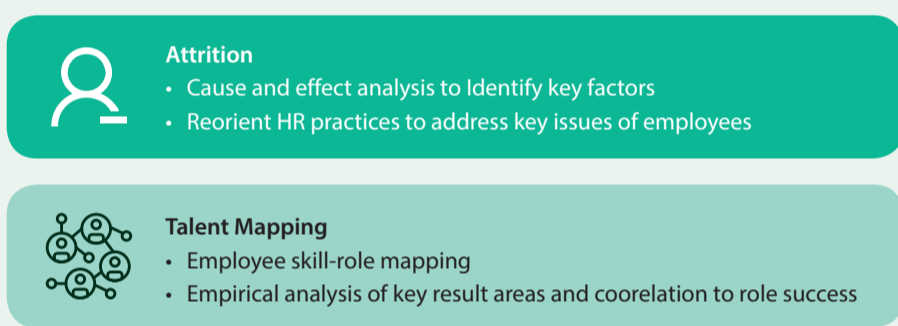 Attrition
• Cause and effect analysis to Identify key factors
• Reorient HR practices to address key issues of employees
Talent Mapping
• Employee skill-role mapping
• Empirical analysis of key result areas and coorelation to role success